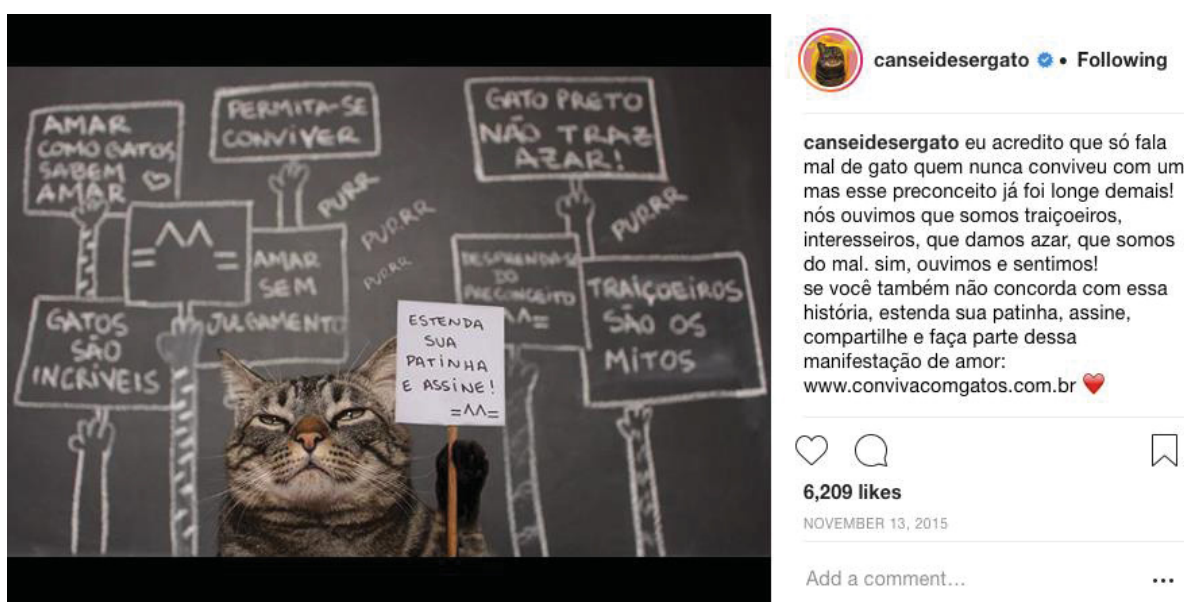 AMAR
COMO GATOS
SABEM
AMAR
PERMITA-SE
CONVIVER
GATO PRETO
NÃO TRAZ
AZAR!
PURR
PURRR
PURRR
PURRR
=^^=
AMAR
SEM
JULGAMENTO
DESPRENDA-SE
DO
PRECONCEITO
=^^=
TRAIÇOEIROS
SÃO OS
MITOS
GATOS
SÃO
INCRÍVEIS
ESTENDA
SUA
PATINHA
E ASSINE!
=^^=
canseidesergato • Following
canseidesergato eu acredito que só fala
mal de gato quem nunca conviveu com um
mas esse preconceito já foi longe demais!
nós ouvimos que somos traiçoeiros,
interesseiros, que damos azar, que somos
do mal. sim, ouvimos e sentimos!
se você também não concorda com essa
história, estenda sua patinha, assine,
compartilhe e faça parte dessa
manifestação de amor:
www.convivacomgatos.com.br ❤️
6,209 likes
NOVEMBER 13, 2015
Add a comment...